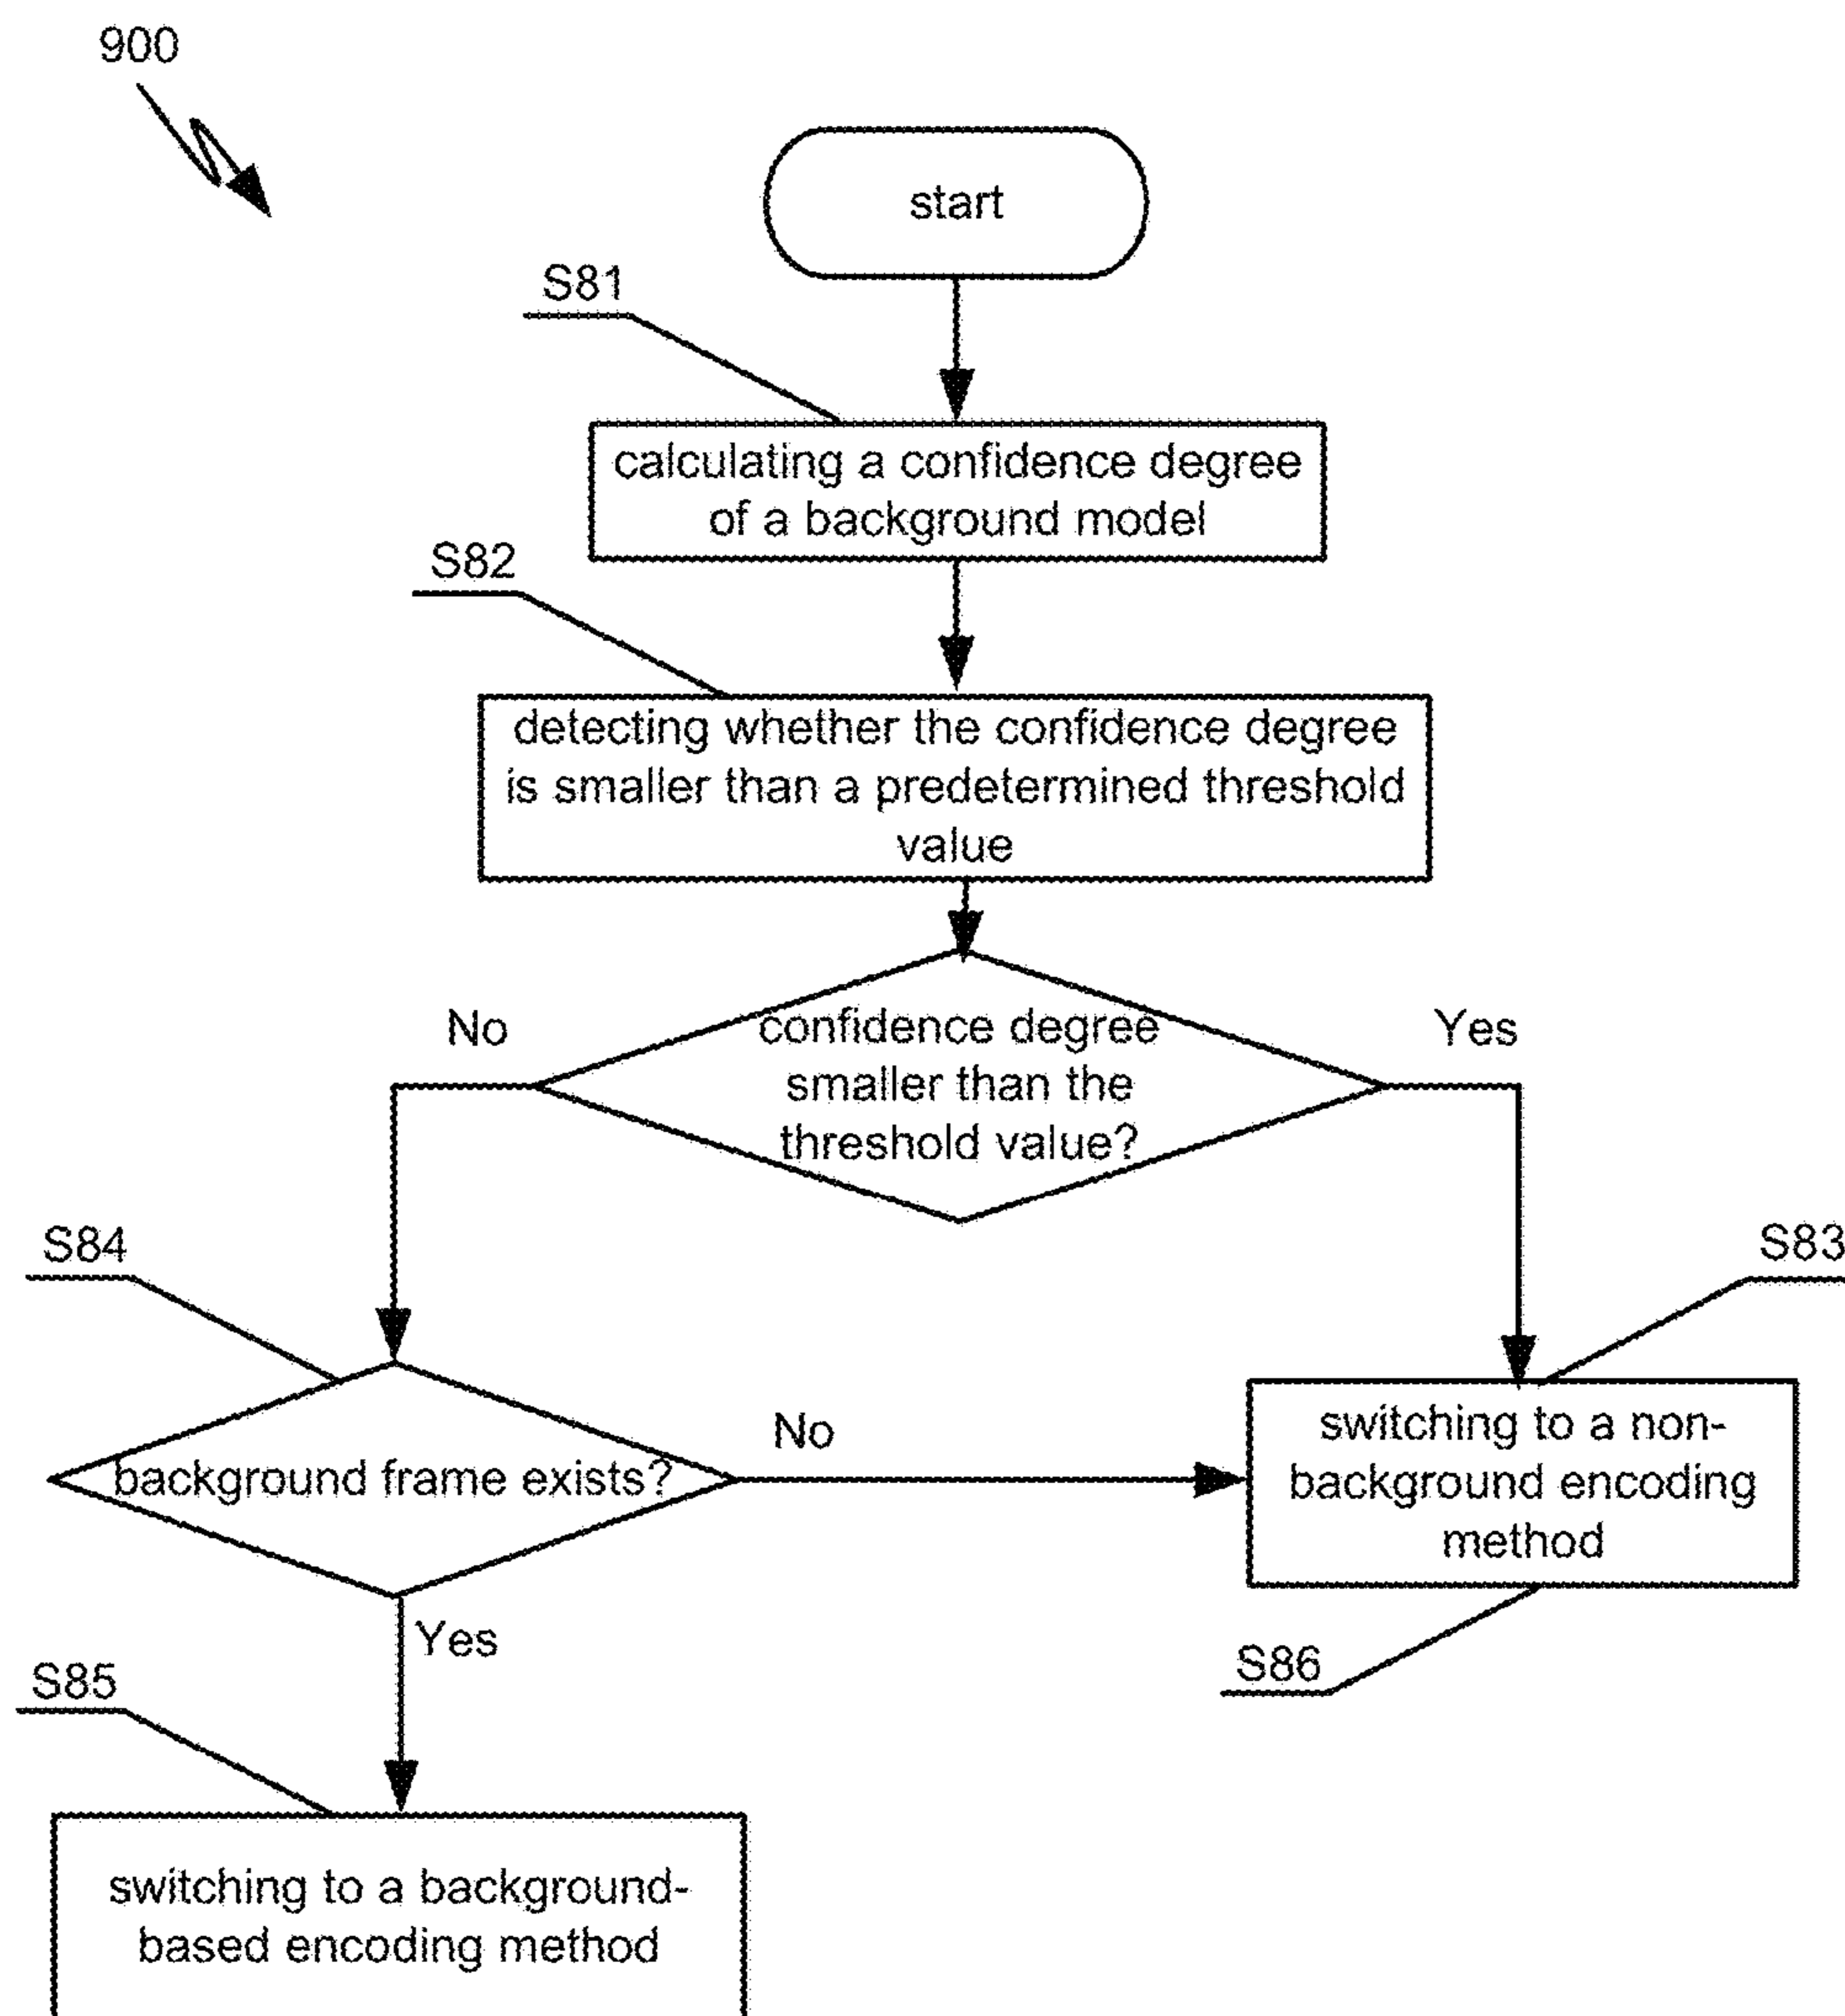 900
start
S81
calculating a confidence degree
of a background model
S82
detecting whether the confidence degree
is smaller than a predetermined threshold
value
No
confidence degree
smaller than the
threshold value?
Yes
S84
S83
background frame exists?
No
switching to a non-
background encoding
method
Yes
S86
S85
switching to a background-
based encoding method